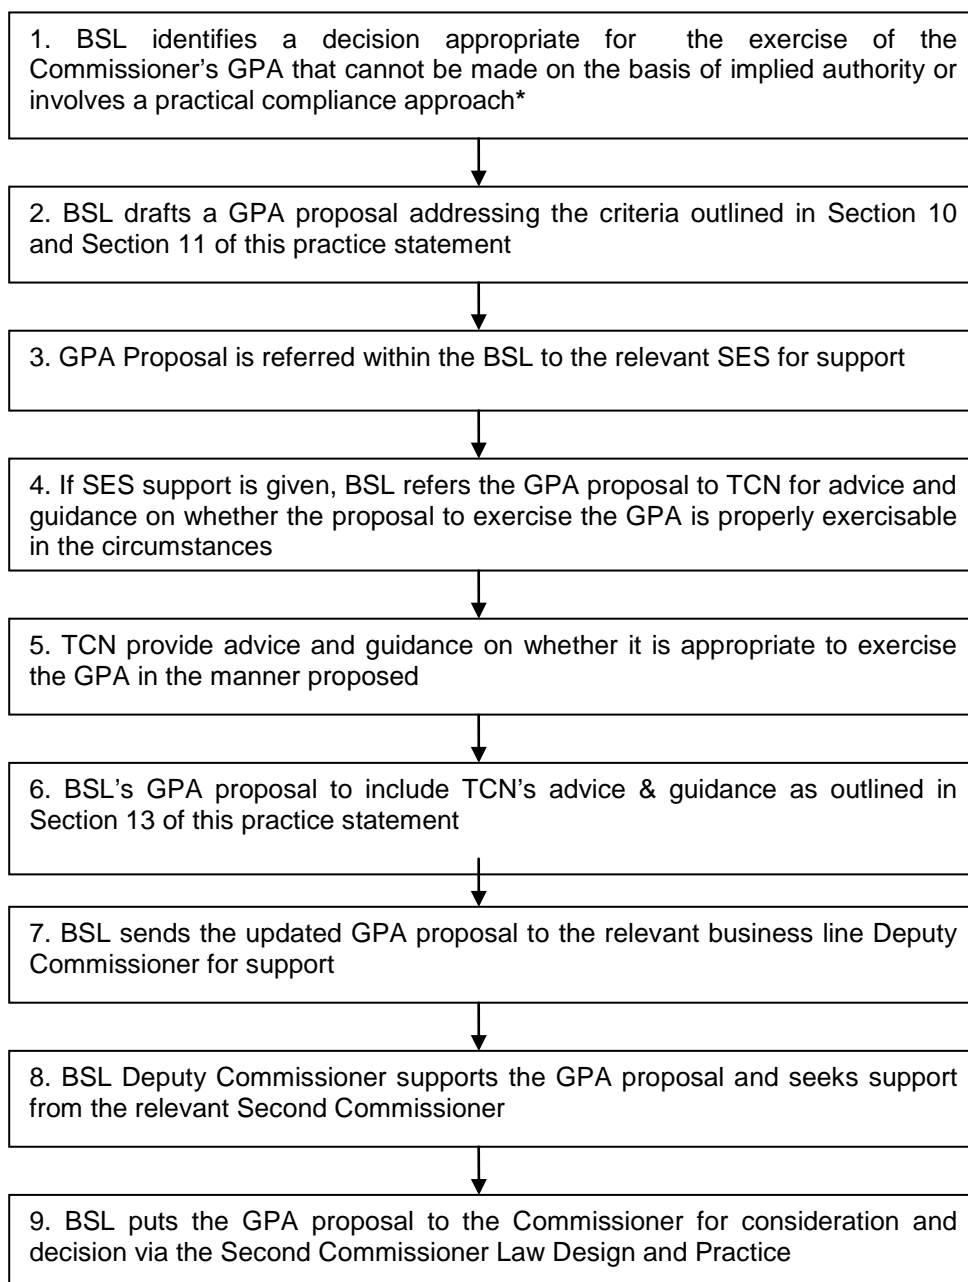 1. BSL identifies a decision appropriate for the exercise of the
Commissioner's GPA that cannot be made on the basis of implied authority or
involves a practical compliance approach*
2. BSL drafts a GPA proposal addressing the criteria outlined in Section 10
and Section 11 of this practice statement
3. GPA Proposal is referred within the BSL to the relevant SES for support
4. If SES support is given, BSL refers the GPA proposal to TCN for advice and
guidance on whether the proposal to exercise the GPA is properly exercisable
in the circumstances
5. TCN provide advice and guidance on whether it is appropriate to exercise
the GPA in the manner proposed
6. BSL's GPA proposal to include TCN's advice & guidance as outlined in
Section 13 of this practice statement
7. BSL sends the updated GPA proposal to the relevant business line Deputy
Commissioner for support
8. BSL Deputy Commissioner supports the GPA proposal and seeks support
from the relevant Second Commissioner
9. BSL puts the GPA proposal to the Commissioner for consideration and
decision via the Second Commissioner Law Design and Practice